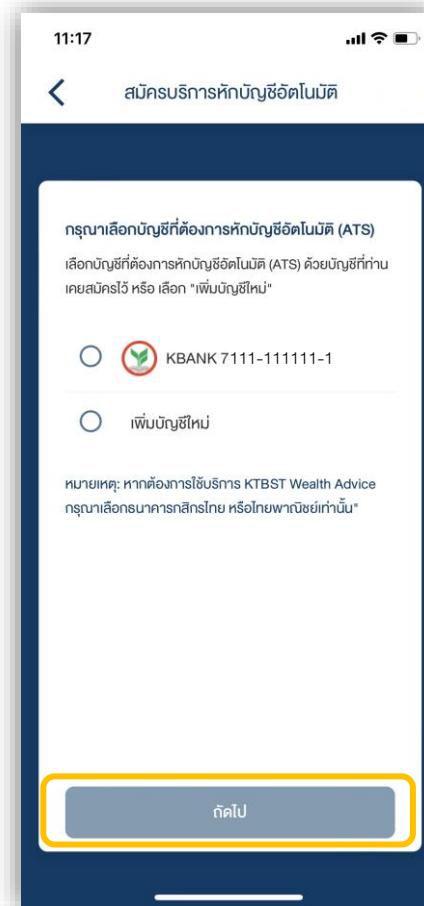 11:17
สมัครบริการหักบัญชีอัตโนมัติ
กรุณาเลือกบัญชีที่ต้องการหักบัญชีอัตโนมัติ (ATS)
เลือกบัญชีที่ต้องการหักบัญชีอัตโนมัติ (ATS) ด้วยบัญชีที่ท่าน
เคยสมัครไว้ หรือ เลือก "เพิ่มบัญชีใหม่"
KBANK 7111-111111-1
เพิ่มบัญชีใหม่
หมายเหตุ: หากต้องการใช้บริการ KTBST Wealth Advice
กรุณาเลือกธนาคารกสิกรไทย หรือไทยพาณิชย์เท่านั้น"
ถัดไป